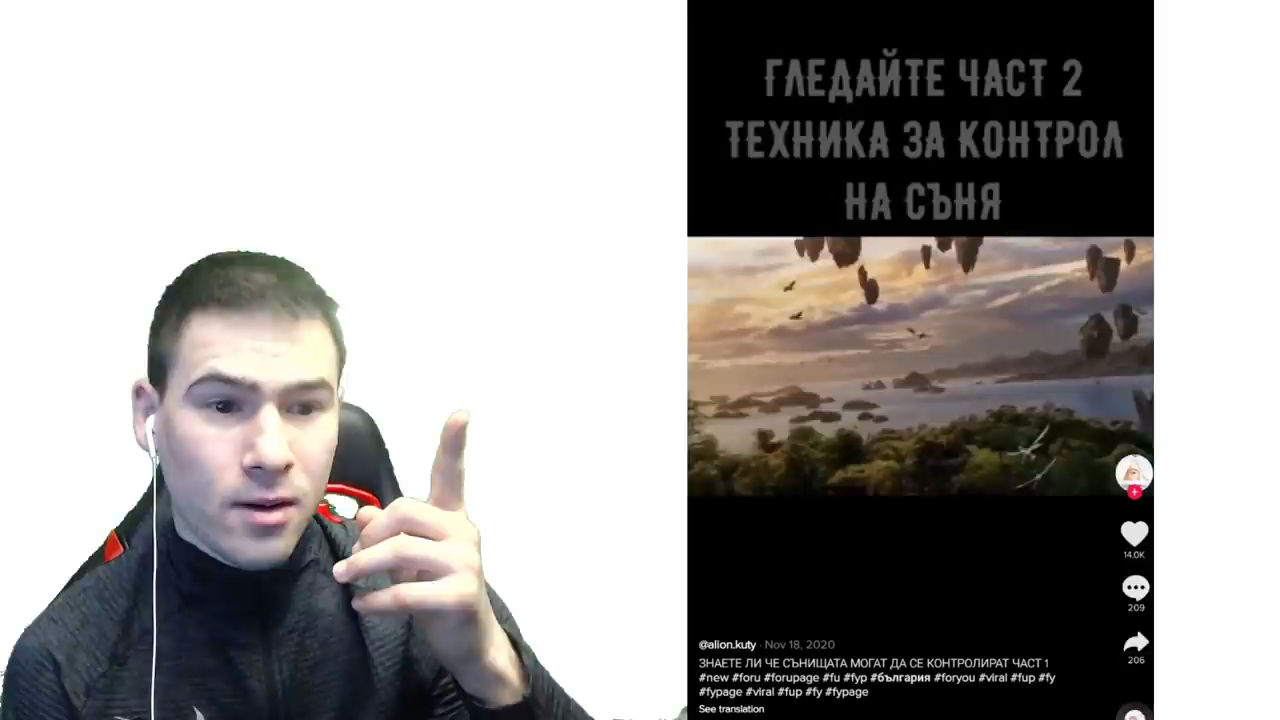 ГЛЕДАЙТЕ ЧАСТ 2
ТЕХНИКА ЗА КОНТРОЛ
НА СЪНЯ
14.0K
209
206
@alion.kuty · Nov 18, 2020
ЗНАЕТЕ ЛИ ЧЕ СЪНИЩАТА МОГАТ ДА СЕ КОНТРОЛИРАТ ЧАСТ 1
#new #foru #forupage #fu #fyp #българия #foryou #viral #fup #fy
#fypage #viral #fup #fy #fypage
See translation